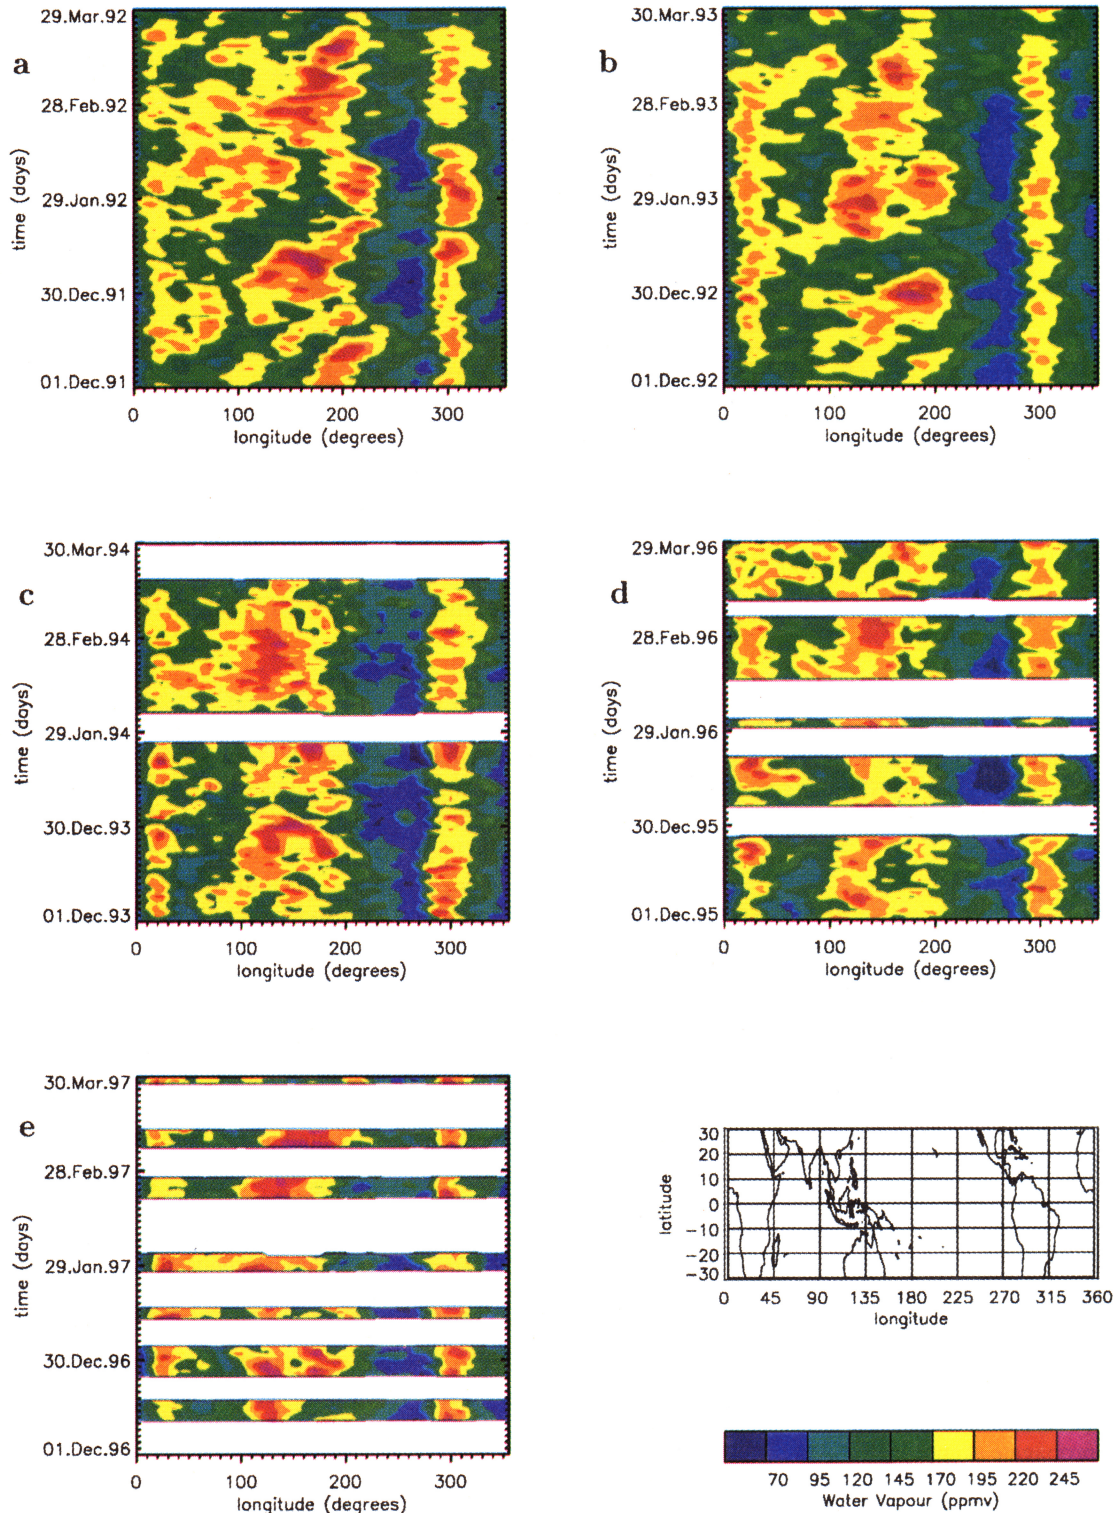 a
29.Mar.92
28.Feb.92
29.Jan.92
30.Dec.91
01.Dec.91
time (days)
0 100 200 300
longitude (degrees)
b
30.Mar.93
28.Feb.93
29.Jan.93
30.Dec.92
01.Dec.92
time (days)
0 100 200 300
longitude (degrees)
c
30.Mar.94
28.Feb.94
29.Jan.94
30.Dec.93
01.Dec.93
time (days)
0 100 200 300
longitude (degrees)
d
29.Mar.96
28.Feb.96
29.Jan.96
30.Dec.95
01.Dec.95
time (days)
0 100 200 300
longitude (degrees)
e
30.Mar.97
28.Feb.97
29.Jan.97
30.Dec.96
01.Dec.96
time (days)
0 100 200 300
longitude (degrees)
30
20
10
0
-10
-20
-30
latitude
0 45 90 135 180 225 270 315 360
longitude
70 95 120 145 170 195 220 245
Water Vapour (ppmv)